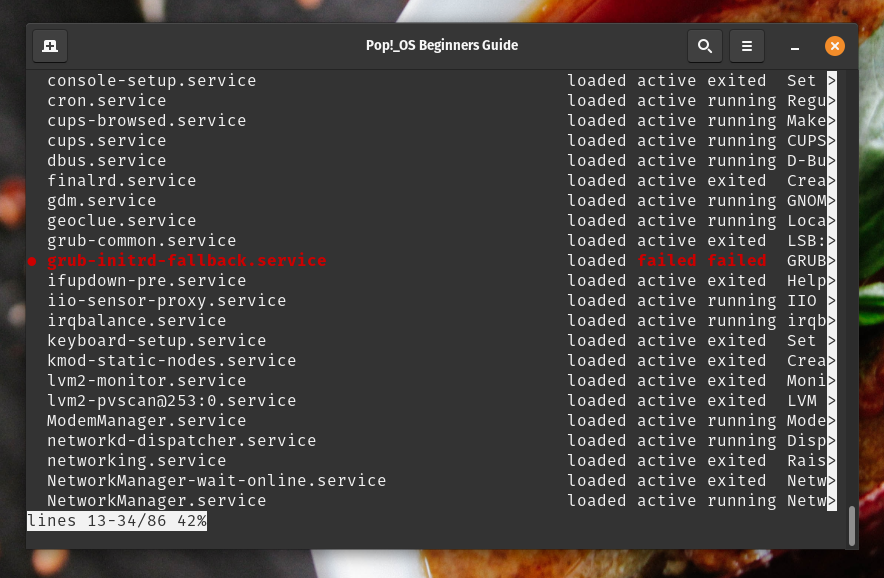 Pop!_OS Beginners Guide
console-setup.service loaded active exited Set >
cron.service loaded active running Regu>
cups-browsed.service loaded active running Make>
cups.service loaded active running CUPS>
dbus.service loaded active running D-Bu>
finalrd.service loaded active exited Crea>
gdm.service loaded active running GNOM>
geoclue.service loaded active running Loca>
grub-common.service loaded active exited LSB:>
● grub-initrd-fallback.service loaded failed failed GRUB>
ifupdown-pre.service loaded active exited Help>
iio-sensor-proxy.service loaded active running IIO >
irqbalance.service loaded active running irqb>
keyboard-setup.service loaded active exited Set >
kmod-static-nodes.service loaded active exited Crea>
lvm2-monitor.service loaded active exited Moni>
lvm2-pvscan@253:0.service loaded active exited LVM >
ModemManager.service loaded active running Mode>
networkd-dispatcher.service loaded active running Disp>
networking.service loaded active exited Rais>
NetworkManager-wait-online.service loaded active exited Netw>
NetworkManager.service loaded active running Netw>
lines 13-34/86 42%